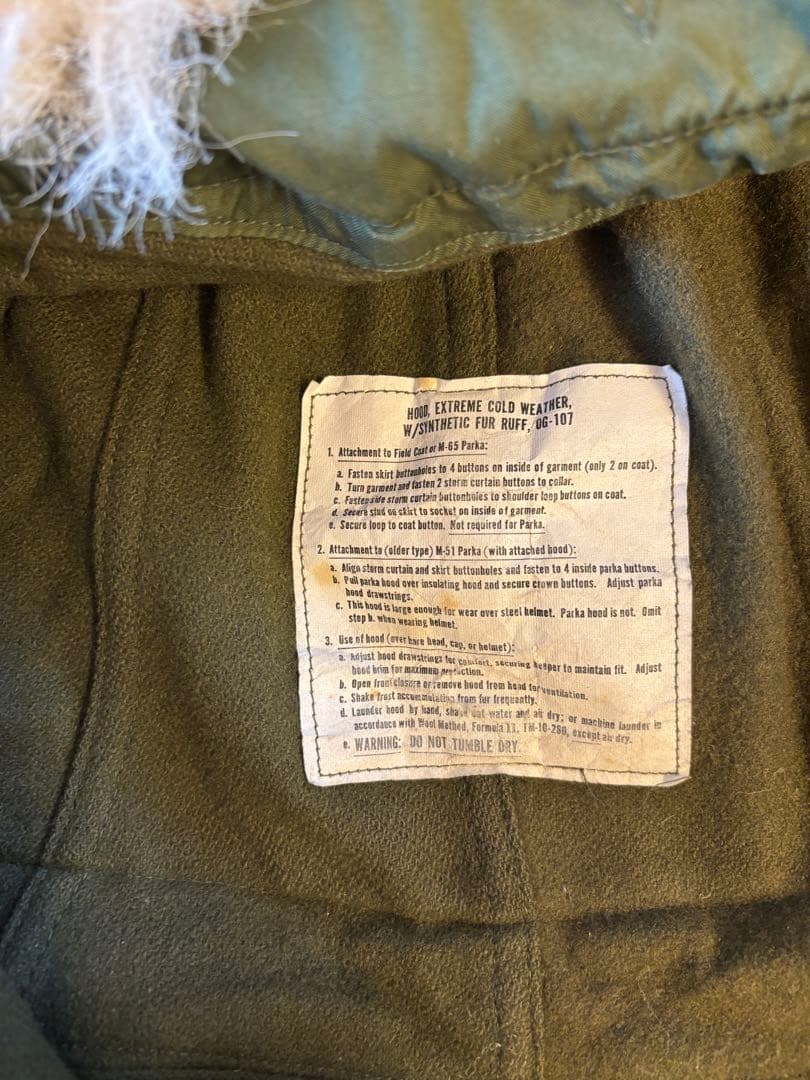 HOOD, EXTREME COLD WEATHER,
W/SYNTHETIC FUR RUFF, OG-107
1. Attachment to Field Coat or M-65 Parka:
a. Fasten skirt buttonholes to 4 buttons on inside of garment (only 2 on coat).
b. Turn garment and fasten 2 storm curtain buttons to collar.
c. Fasten side storm curtain buttonholes to shoulder loop buttons on coat.
d. Secure stud on skirt to socket on inside of garment.
e. Secure loop to coat button. Not required for Parka.
2. Attachment to (older type) M-51 Parka (with attached hood):
a. Align storm curtain and skirt buttonholes and fasten to 4 inside parka buttons.
b. Pull parka hood over insulating hood and secure crown buttons. Adjust parka
hood drawstrings.
c. This hood is large enough for wear over steel helmet. Parka hood is not. Omit
step b. when wearing helmet.
3. Use of hood (over bare head, cap, or helmet):
a. Adjust hood drawstrings for comfort, securing keeper to maintain fit. Adjust
hood brim for maximum protection.
b. Open front closure or remove hood from head for ventilation.
c. Shake frost accumulation from fur frequently.
d. Launder hood by hand, shake out water and air dry; or machine launder in
accordance with Wool Method, Formula 13, TM-10-280, except air dry.
e. WARNING: DO NOT TUMBLE DRY.